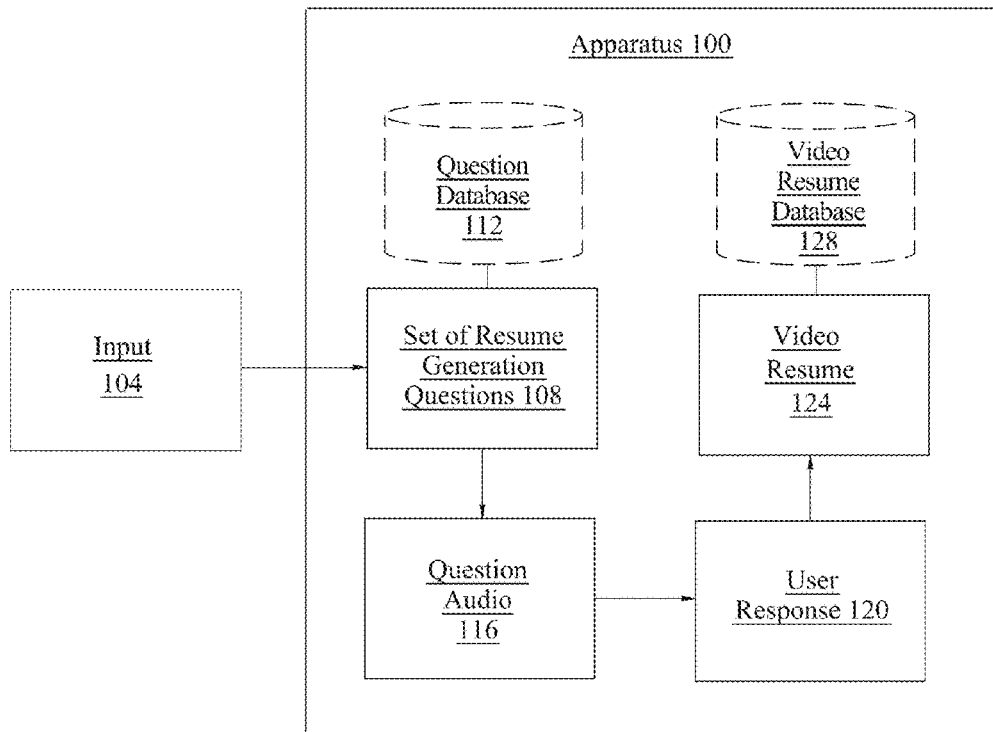 Apparatus 100
Question
Database
112
Video
Resume
Database
128
Input
104
Set of Resume
Generation
Questions 108
Video
Resume
124
Question
Audio
116
User
Response 120